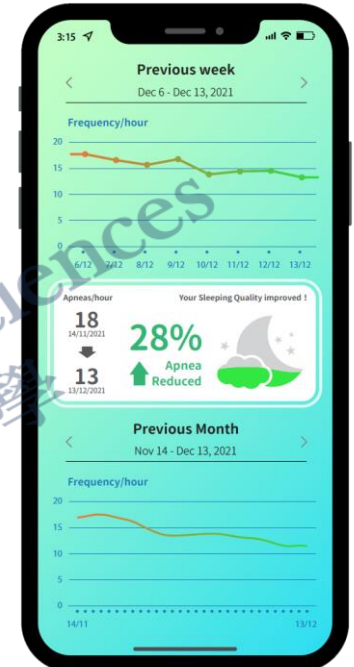 3:15
Previous week
Dec 6 - Dec 13, 2021
Frequency/hour
20
15
10
5
0
6/12 7/12 8/12 9/12 10/12 11/12 12/12 13/12
Apneas/hour
Your Sleeping Quality improved !
18
14/11/2021
13
13/12/2021
28%
Apnea
Reduced
Previous Month
Nov 14 - Dec 13, 2021
Frequency/hour
20
15
10
5
0
14/11 13/12
iences
學